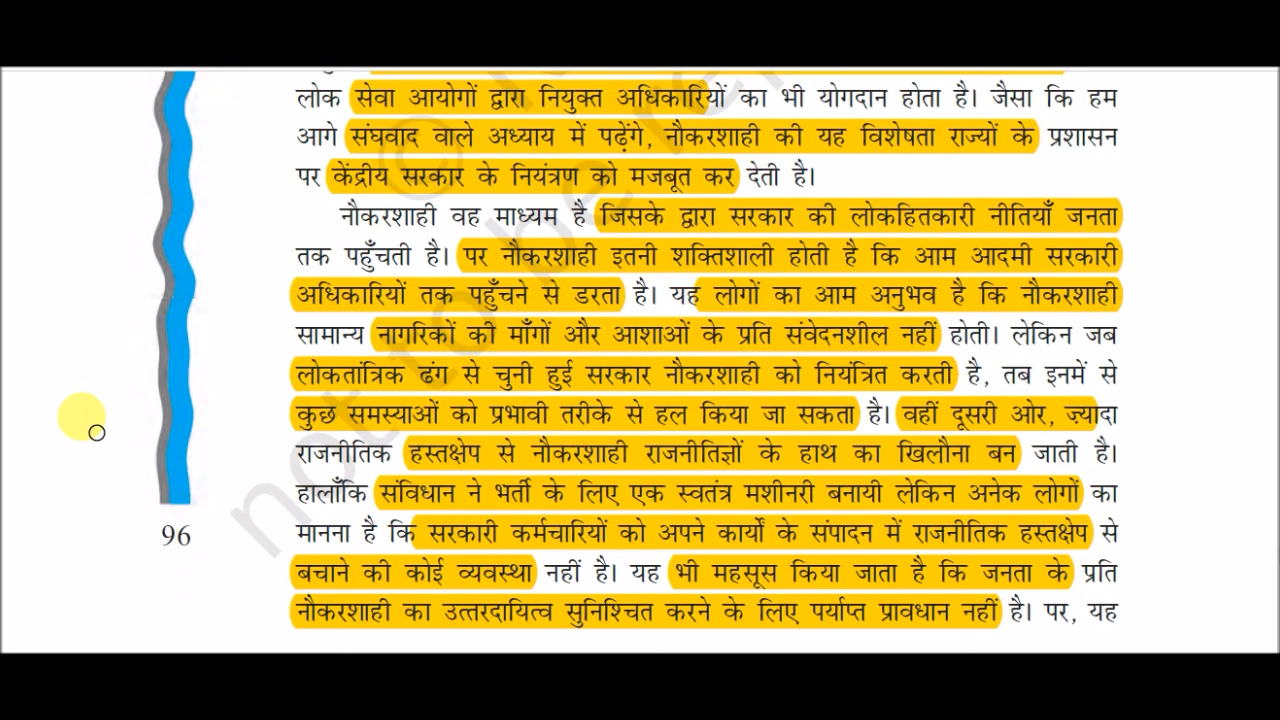 लोक सेवा आयोगों द्वारा नियुक्त अधिकारियों का भी योगदान होता है। जैसा कि हम
आगे संघवाद वाले अध्याय में पढ़ेंगे, नौकरशाही की यह विशेषता राज्यों के प्रशासन
पर केंद्रीय सरकार के नियंत्रण को मजबूत कर देती है।
नौकरशाही वह माध्यम है जिसके द्वारा सरकार की लोकहितकारी नीतियाँ जनता
तक पहुँचती है। पर नौकरशाही इतनी शक्तिशाली होती है कि आम आदमी सरकारी
अधिकारियों तक पहुँचने से डरता है। यह लोगों का आम अनुभव है कि नौकरशाही
सामान्य नागरिकों की माँगों और आशाओं के प्रति संवेदनशील नहीं होती। लेकिन जब
लोकतांत्रिक ढंग से चुनी हुई सरकार नौकरशाही को नियंत्रित करती है, तब इनमें से
कुछ समस्याओं को प्रभावी तरीके से हल किया जा सकता है। वहीं दूसरी ओर, ज़्यादा
राजनीतिक हस्तक्षेप से नौकरशाही राजनीतिज्ञों के हाथ का खिलौना बन जाती है।
हालाँकि संविधान ने भर्ती के लिए एक स्वतंत्र मशीनरी बनायी लेकिन अनेक लोगों का
मानना है कि सरकारी कर्मचारियों को अपने कार्यों के संपादन में राजनीतिक हस्तक्षेप से
बचाने की कोई व्यवस्था नहीं है। यह भी महसूस किया जाता है कि जनता के प्रति
नौकरशाही का उत्तरदायित्व सुनिश्चित करने के लिए पर्याप्त प्रावधान नहीं है। पर, यह
96
© not to be re